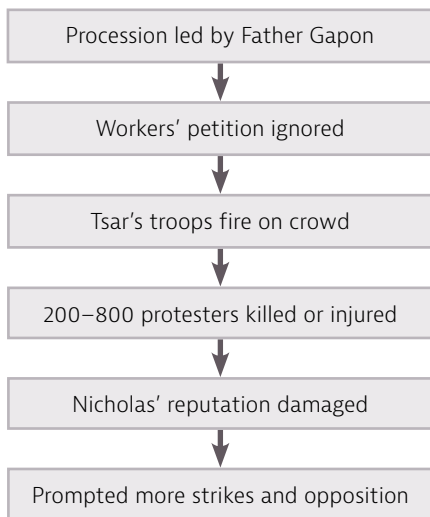 Procession led by Father Gapon
Workers’ petition ignored
Tsar’s troops fire on crowd
200–800 protesters killed or injured
Nicholas’ reputation damaged
Prompted more strikes and opposition